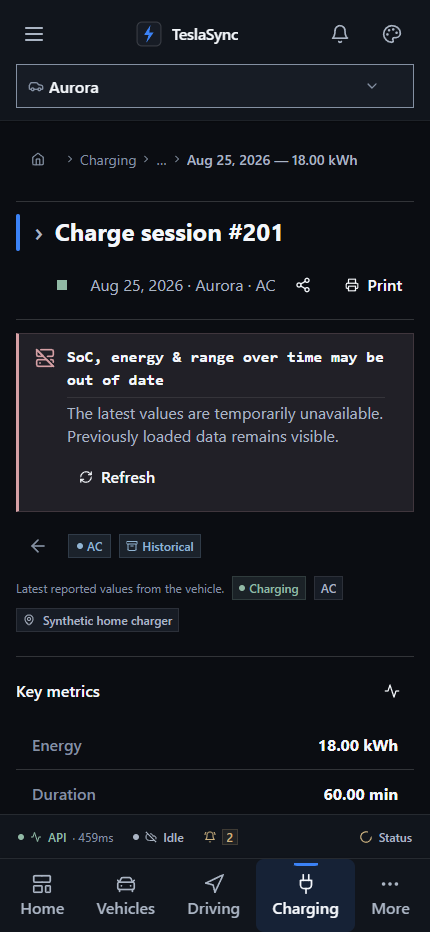 TeslaSync
Aurora
Charging ... Aug 25, 2026 — 18.00 kWh
Charge session #201
Aug 25, 2026 · Aurora · AC Print
SoC, energy & range over time may be
out of date
The latest values are temporarily unavailable.
Previously loaded data remains visible.
Refresh
AC Historical
Latest reported values from the vehicle. Charging AC
Synthetic home charger
Key metrics
Energy 18.00 kWh
Duration 60.00 min
API · 459ms Idle 2 Status
Home Vehicles Driving Charging More